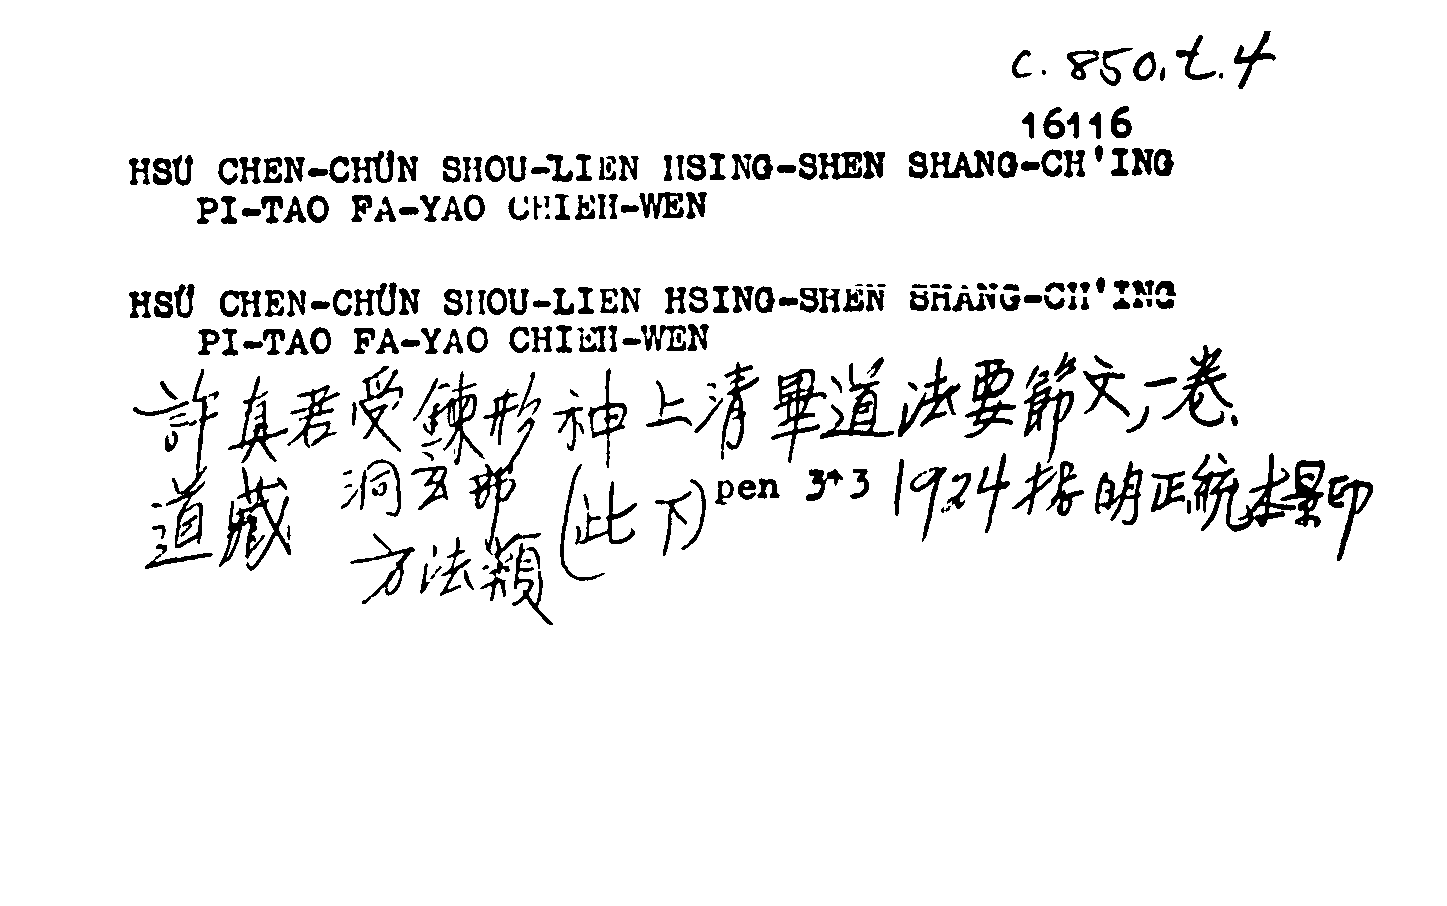 C. 850. t. 4
16116
HSÜ CHEN-CHÜN SHOU-LIEN HSING-SHEN SHANG-CH'ING
PI-TAO FA-YAO CHIEH-WEN
HSÜ CHEN-CHÜN SHOU-LIEN HSING-SHEN SHANG-CH'ING
PI-TAO FA-YAO CHIEH-WEN
許真君受鍊形神上清畢道法要節文,一卷.
道藏 洞玄部 (此下) pen 343 1924 据明正統本景印
方法類